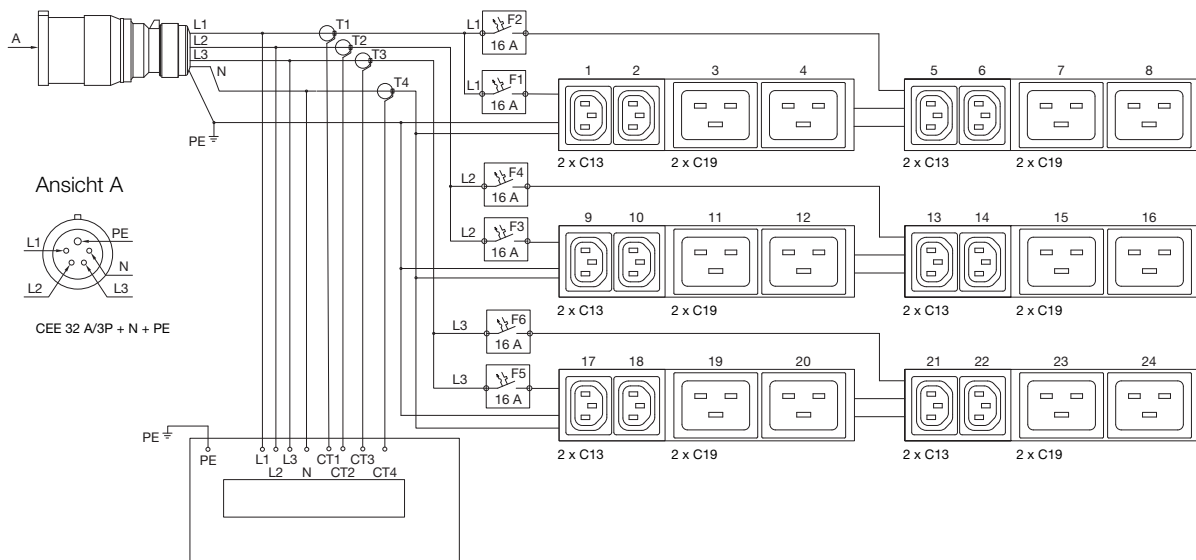 A
L1
L2
L3
N
PE
T1
T2
T3
T4
L1
F2
16 A
L1
F1
16 A
1 2 3 4
2 x C13 2 x C19
5 6 7 8
2 x C13 2 x C19
Ansicht A
L1
PE
N
L2
L3
CEE 32 A/3P + N + PE
L2
F4
16 A
L2
F3
16 A
9 10 11 12
2 x C13 2 x C19
13 14 15 16
2 x C13 2 x C19
L3
F6
16 A
L3
F5
16 A
17 18 19 20
2 x C13 2 x C19
21 22 23 24
2 x C13 2 x C19
PE
PE
L1
L2
L3
N
CT1
CT2
CT3
CT4